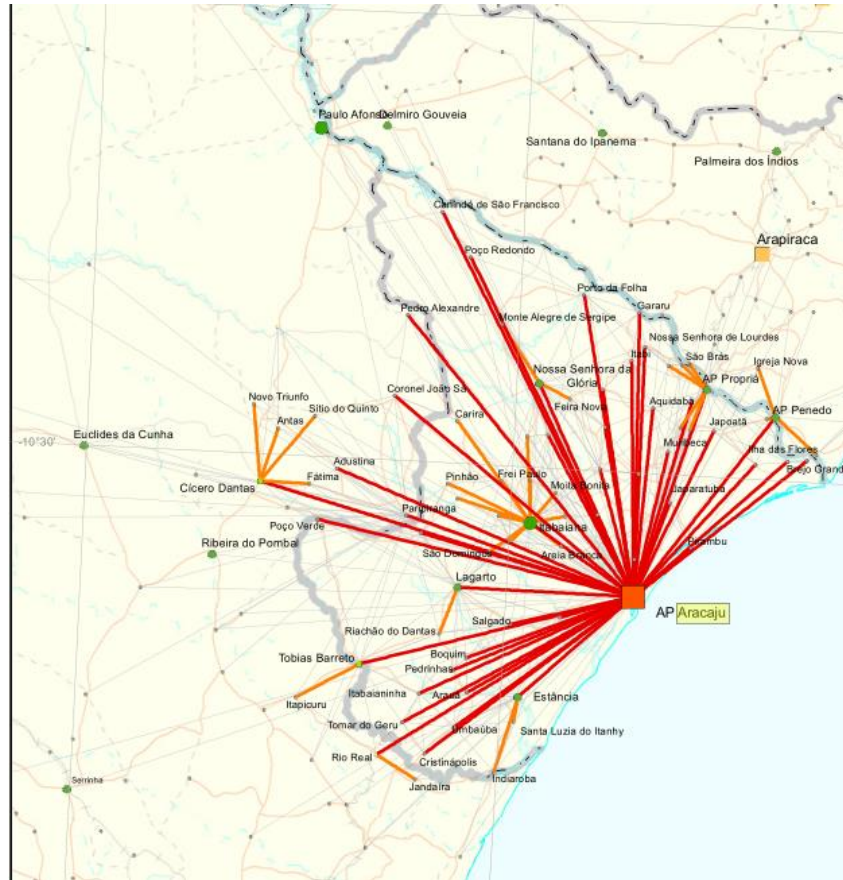 Paulo Afonso
Delmiro Gouveia
Santana do Ipanema
Palmeira dos Índios
Canindé de São Francisco
Arapiraca
Poço Redondo
Porto da Folha
Gararu
Pedro Alexandre
Monte Alegre de Sergipe
Nossa Senhora de Lourdes
Itabi
São Brás
Igreja Nova
Nossa Senhora da
Glória
AP Propriá
Coronel João Sá
Novo Triunfo
Sítio do Quinto
Carira
Feira Nova
Aquidabã
AP Penedo
Antas
Japoatã
Euclides da Cunha
-10°30'
Muribeca
Ilha das Flores
Adustina
Brejo Grand
Cícero Dantas
Fátima
Pinhão
Frei Paulo
Moita Bonita
Japaratuba
Paripiranga
Poço Verde
Itabaiana
Ribeira do Pombal
São Domingos
Areia Branca
Pirambu
Lagarto
AP Aracaju
Salgado
Riachão do Dantas
Tobias Barreto
Boquim
Pedrinhas
Itapicuru
Itabaianinha
Arauá
Estância
Tomar do Geru
Umbaúba
Santa Luzia do Itanhy
Rio Real
Cristinápolis
Indiaroba
Jandaíra
Serrinha